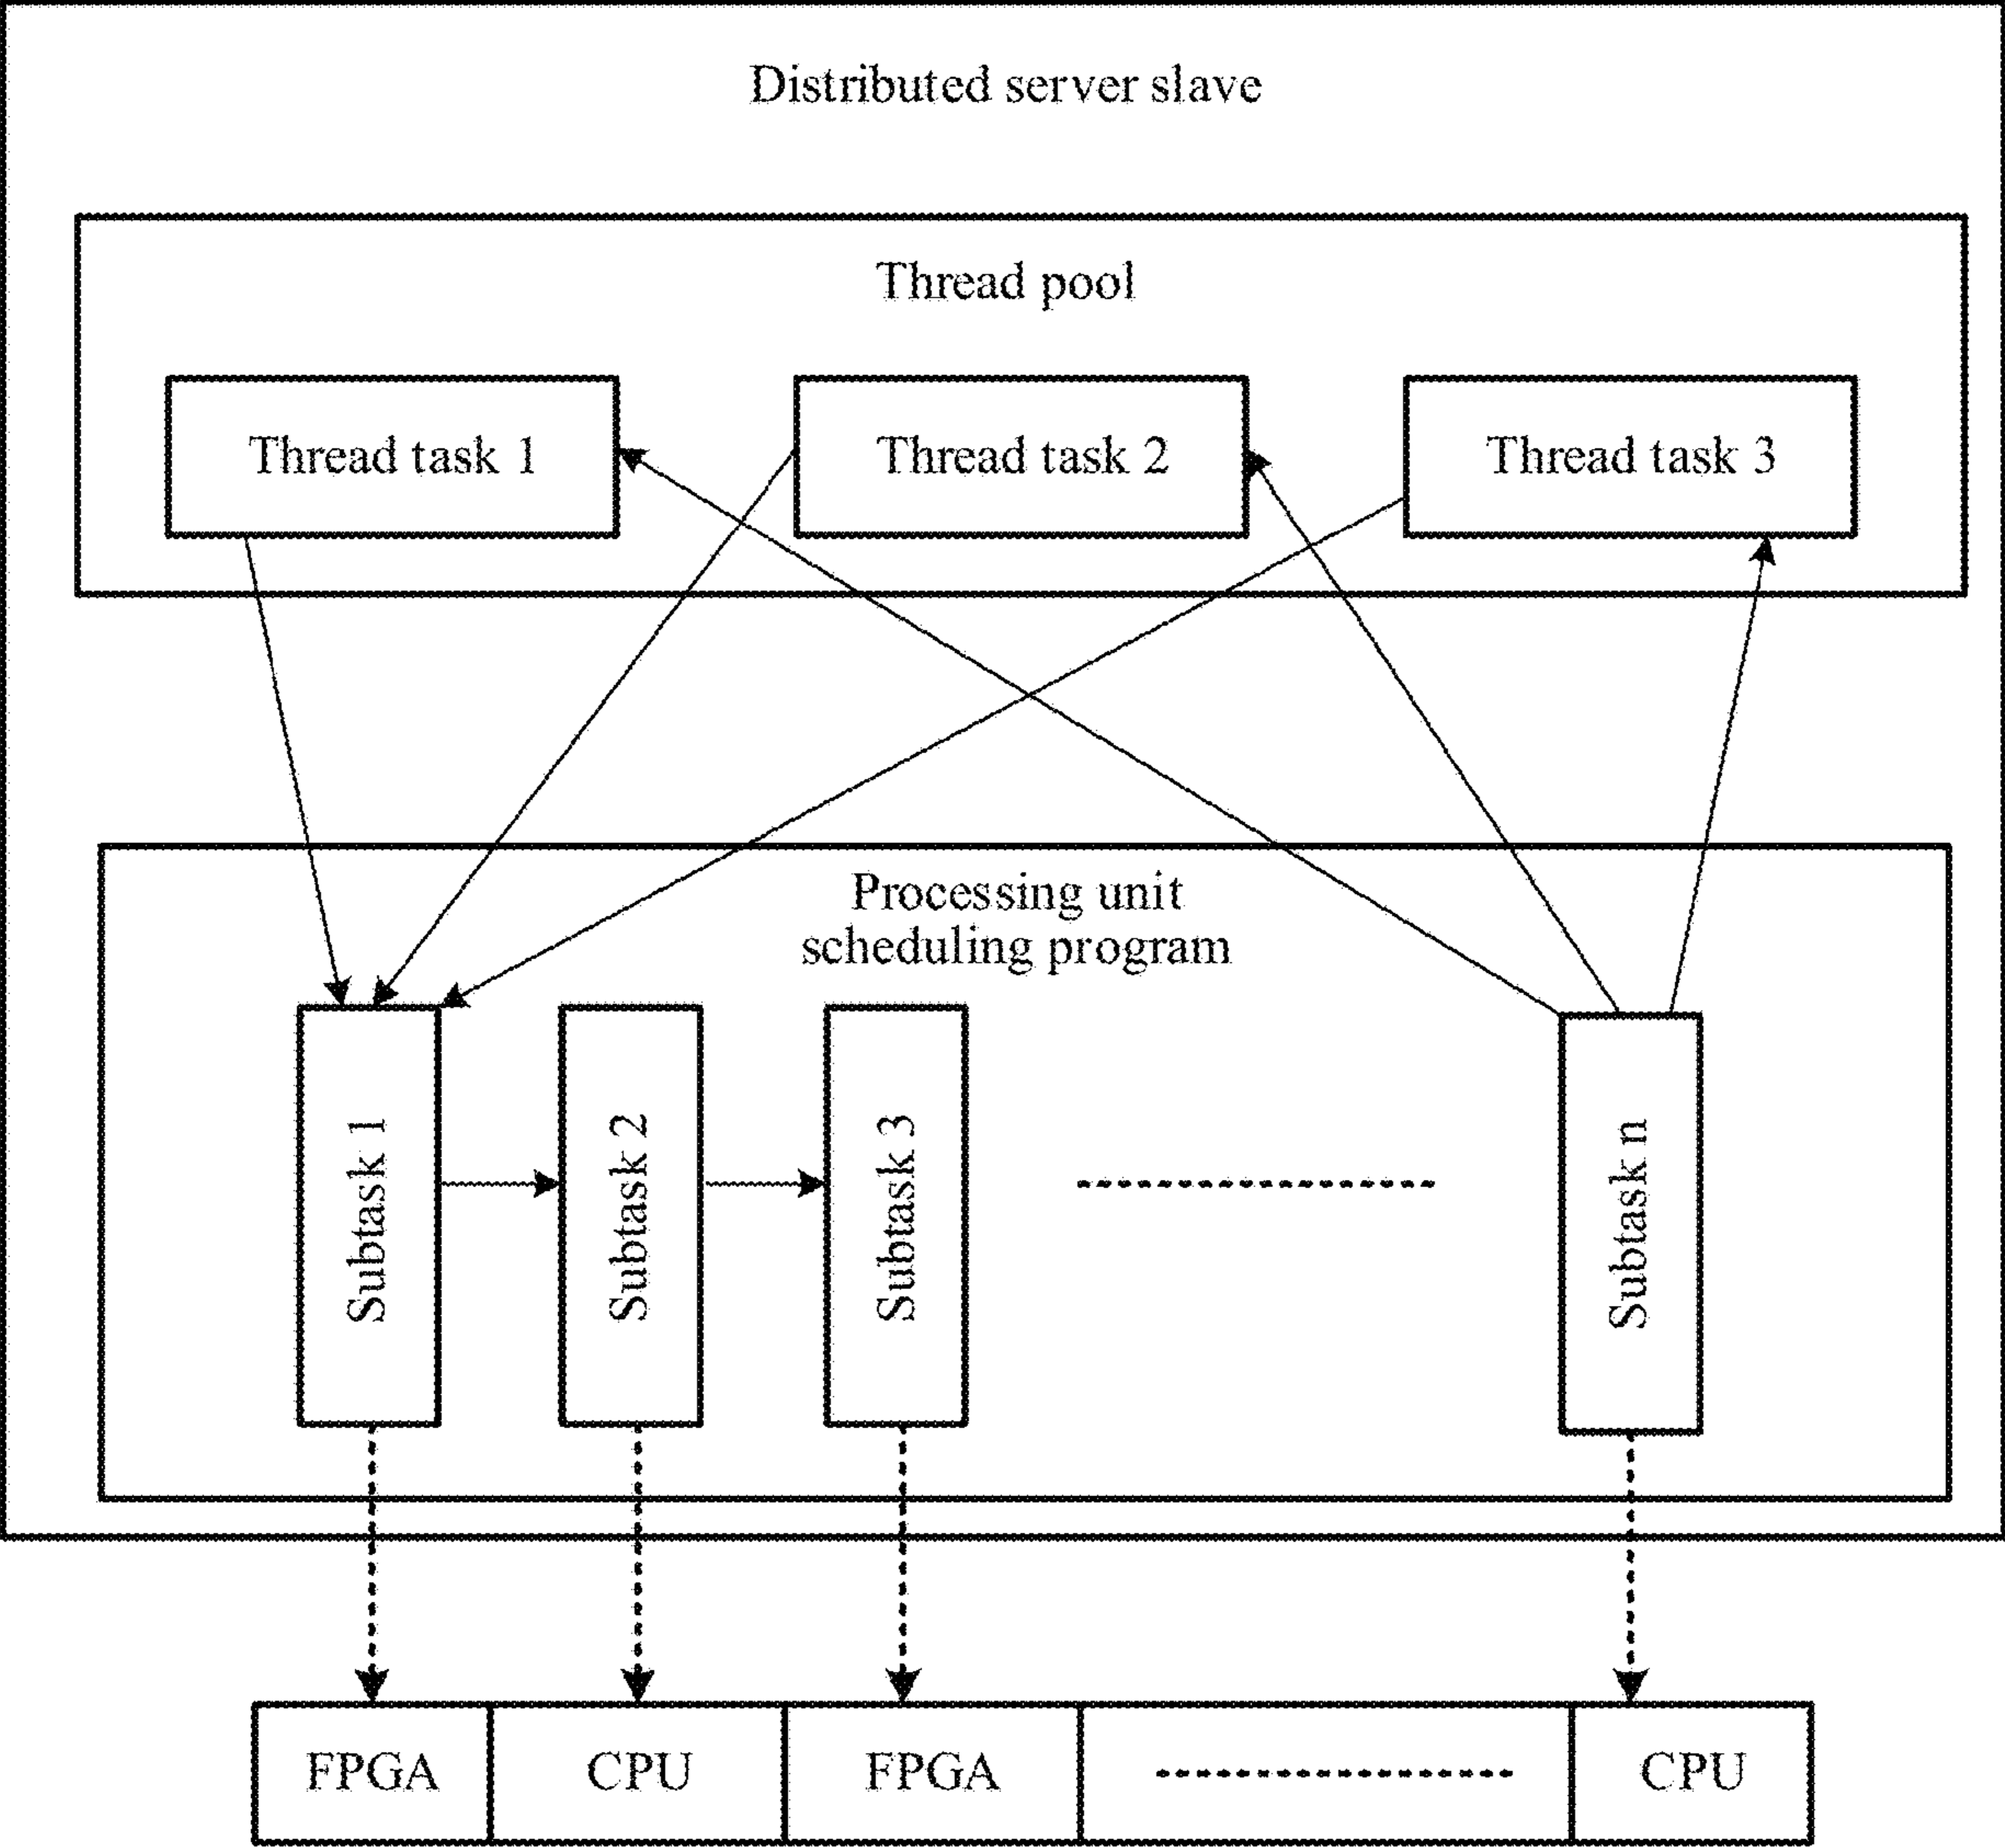 Distributed server slave
Thread pool
Thread task 1
Thread task 2
Thread task 3
Processing unit
scheduling program
Subtask 1
Subtask 2
Subtask 3
Subtask n
FPGA
CPU
FPGA
CPU